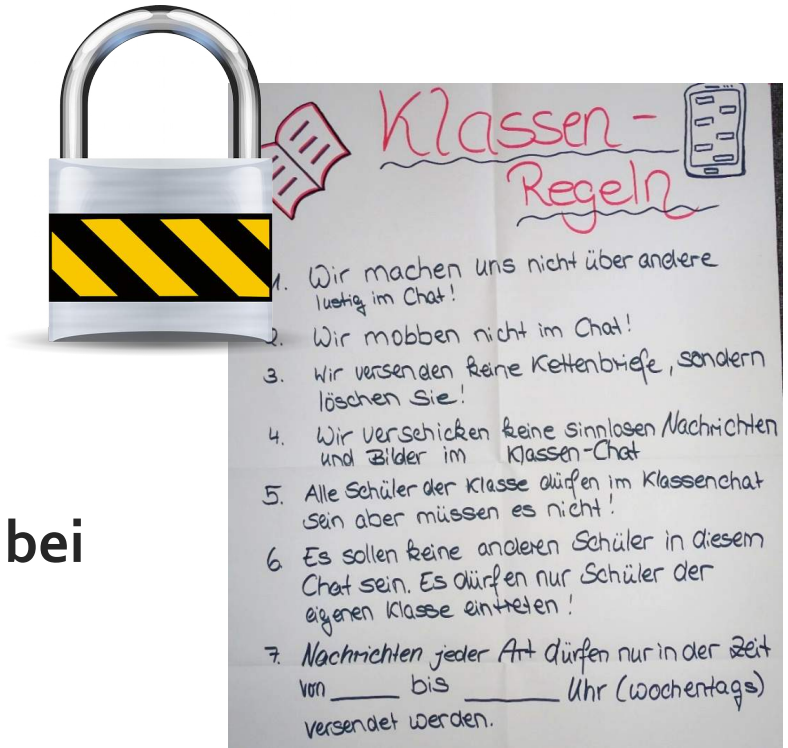 Klassen-
Regeln
1. Wir machen uns nicht über andere
lustig im Chat!
2. Wir mobben nicht im Chat!
3. Wir versenden keine Kettenbriefe, sondern
löschen Sie!
4. Wir verschicken keine sinnlosen Nachrichten
und Bilder im Klassen-Chat
5. Alle Schüler der Klasse dürfen im Klassenchat
sein aber müssen es nicht!
bei
6. Es sollen keine anderen Schüler in diesem
Chat sein. Es dürfen nur Schüler der
eigenen Klasse eintreten!
7. Nachrichten jeder Art dürfen nur in der Zeit
von ______ bis ________ Uhr (wochentags)
versendet werden.